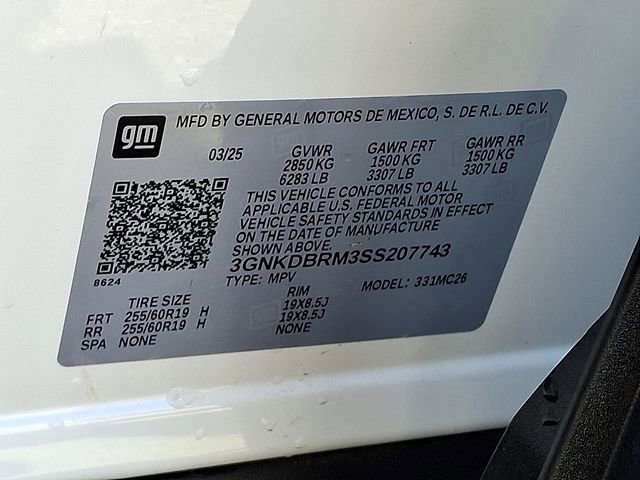 gm MFD BY GENERAL MOTORS DE MEXICO, S. DE R.L. DE C.V.
03/25 GVWR GAWR FRT GAWR RR
2850 KG 1500 KG 1500 KG
6283 LB 3307 LB 3307 LB
THIS VEHICLE CONFORMS TO ALL
APPLICABLE U.S. FEDERAL MOTOR
VEHICLE SAFETY STANDARDS IN EFFECT
ON THE DATE OF MANUFACTURE
SHOWN ABOVE.
8624
3GNKDBRM3SS207743
TYPE: MPV MODEL: 331MC26
TIRE SIZE RIM
FRT 255/60R19 H 19X8.5J
RR 255/60R19 H 19X8.5J
SPA NONE NONE